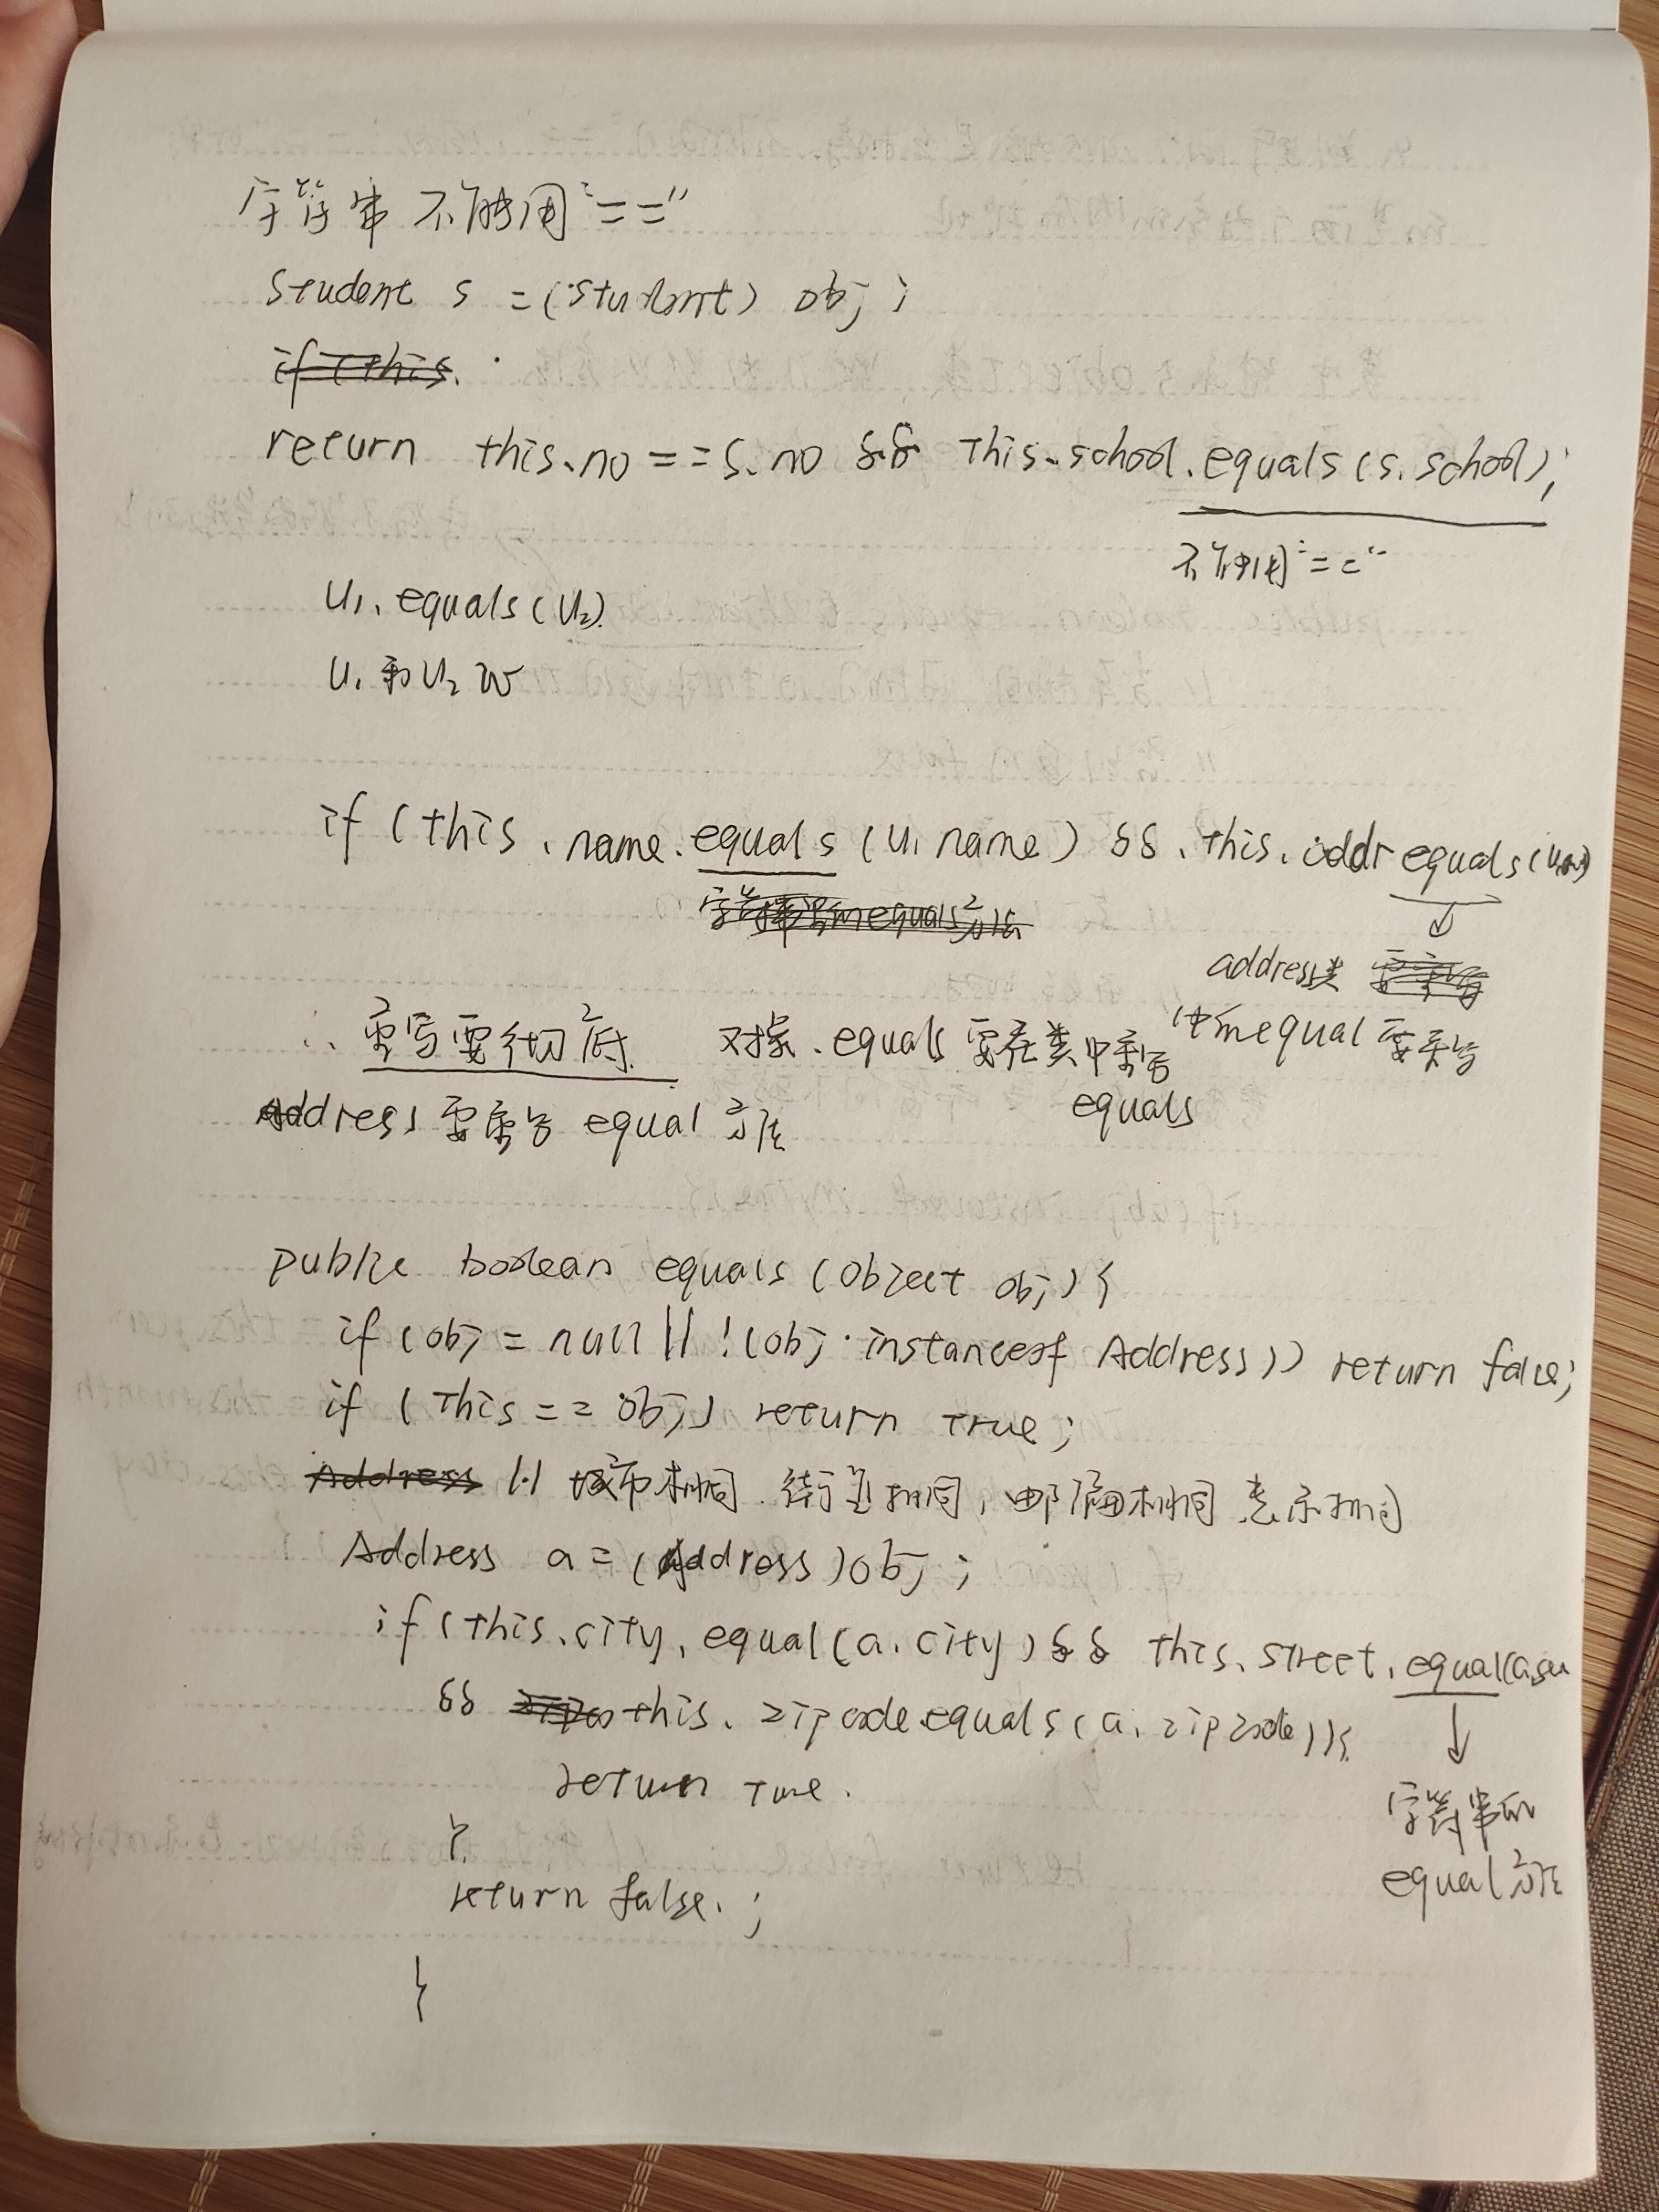 字符串不能用"=="
Student s =(Student) obj;
return this.no==s.no && this.school.equals(s.school);
不能用"=="
u1.equals(u2).
u1和u2
if (this.name.equals(u.name) && this.addr equals(u.
address类
中的equal要重写
∴重写要彻底. 对象.equals要在类中重写
equals
Address要重写 equal方法
public boolean equals(Object obj){
if (obj = null || !(obj.instanceof Address)) return false;
if (this == obj) return true;
// 城市相同.街道相同,邮编相同表示相同
Address a = (Address)obj;
if (this.city.equal(a.city) && this.street.equal(a.
&& this.zipcode.equals(a.zipcode)){
return true.
}
return false.;
字符串的
equal方法
}